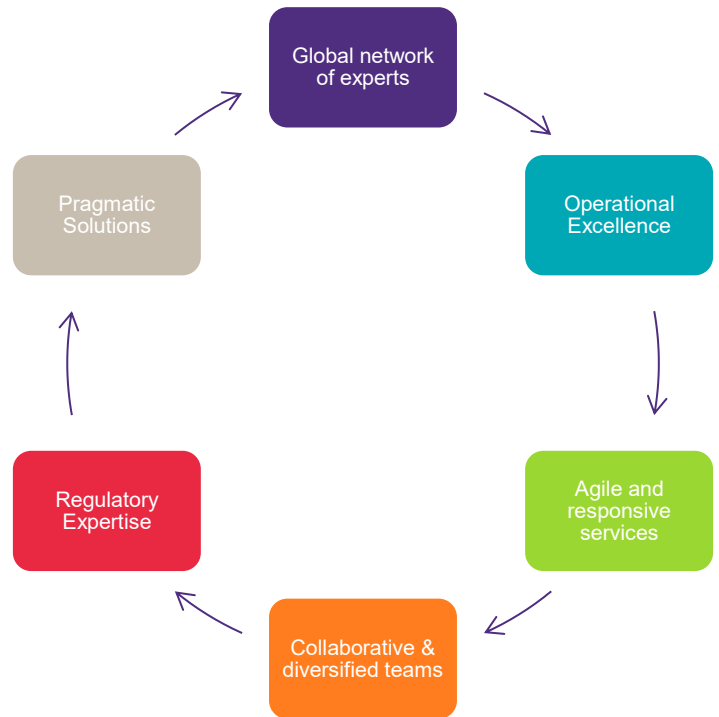 Global network
of experts
Operational
Excellence
Agile and
responsive
services
Collaborative &
diversified teams
Regulatory
Expertise
Pragmatic
Solutions